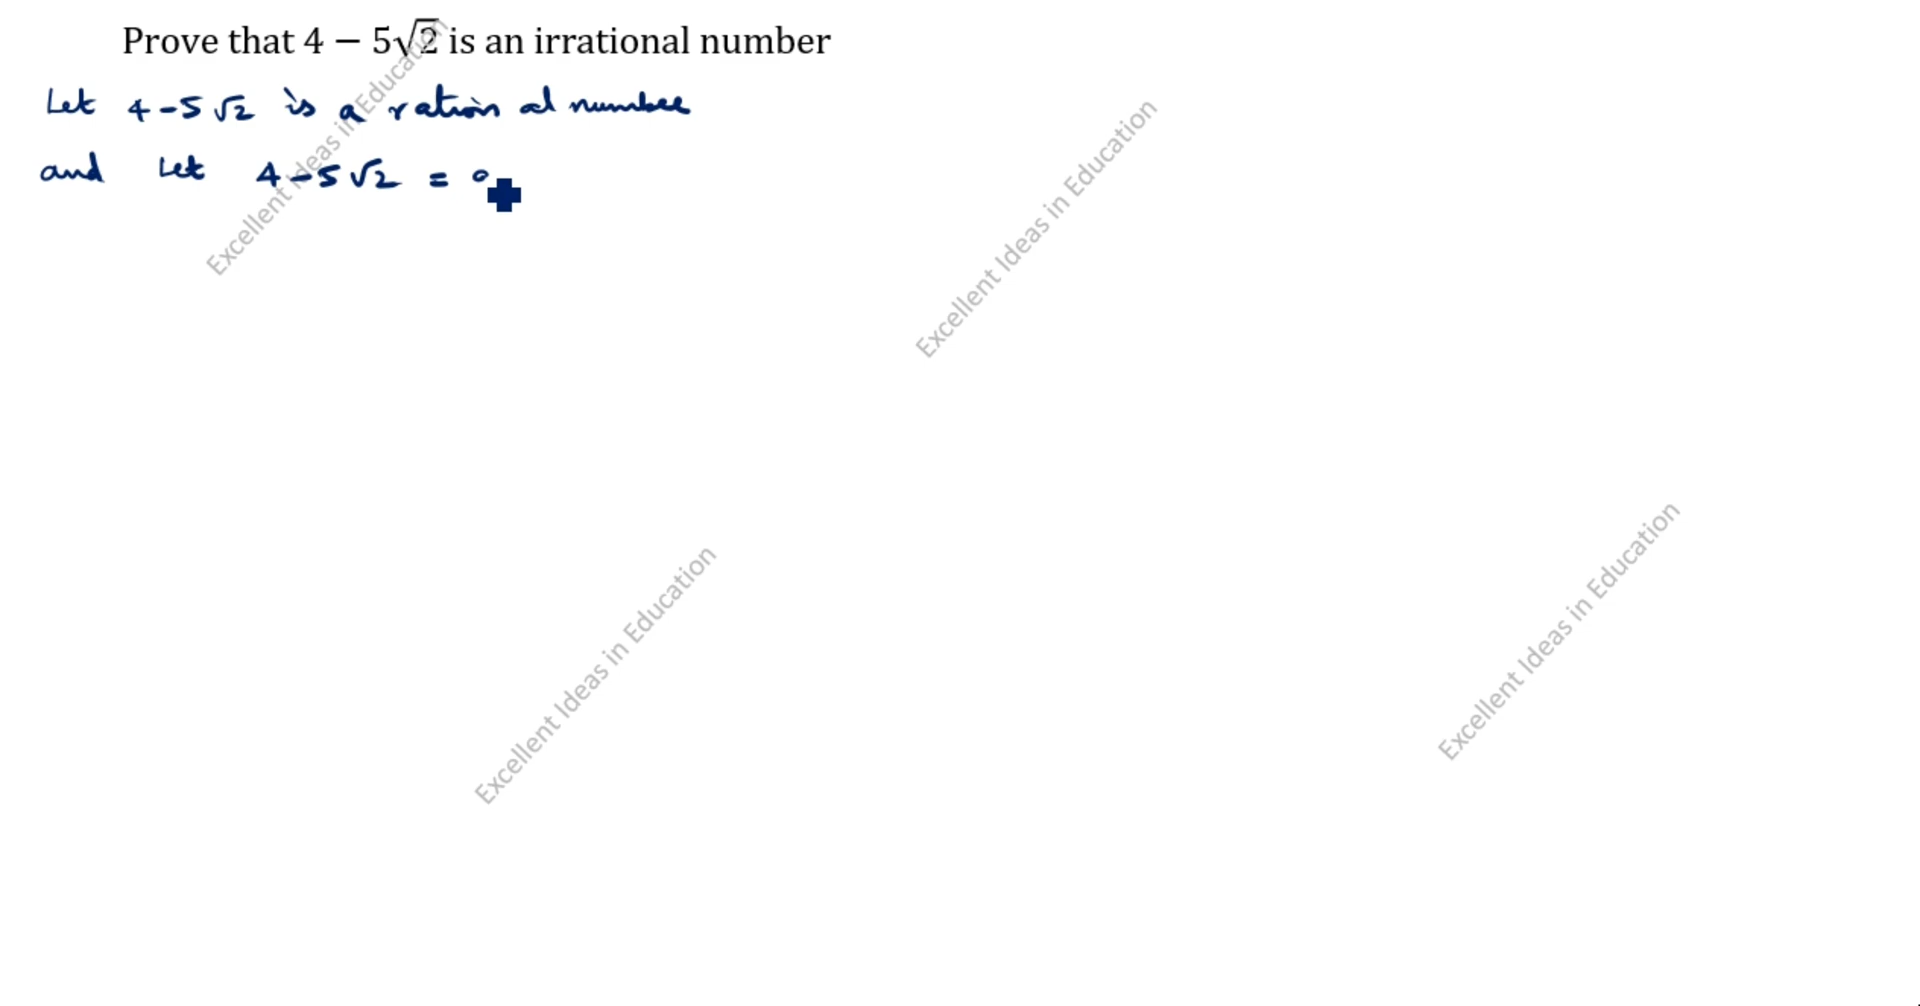 Prove that 4 − 5√2 is an irrational number
Let 4-5√2 is a rational number
and Let 4-5√2 =
Excellent Ideas in Education
Excellent Ideas in Education
Excellent Ideas in Education
Excellent Ideas in Education